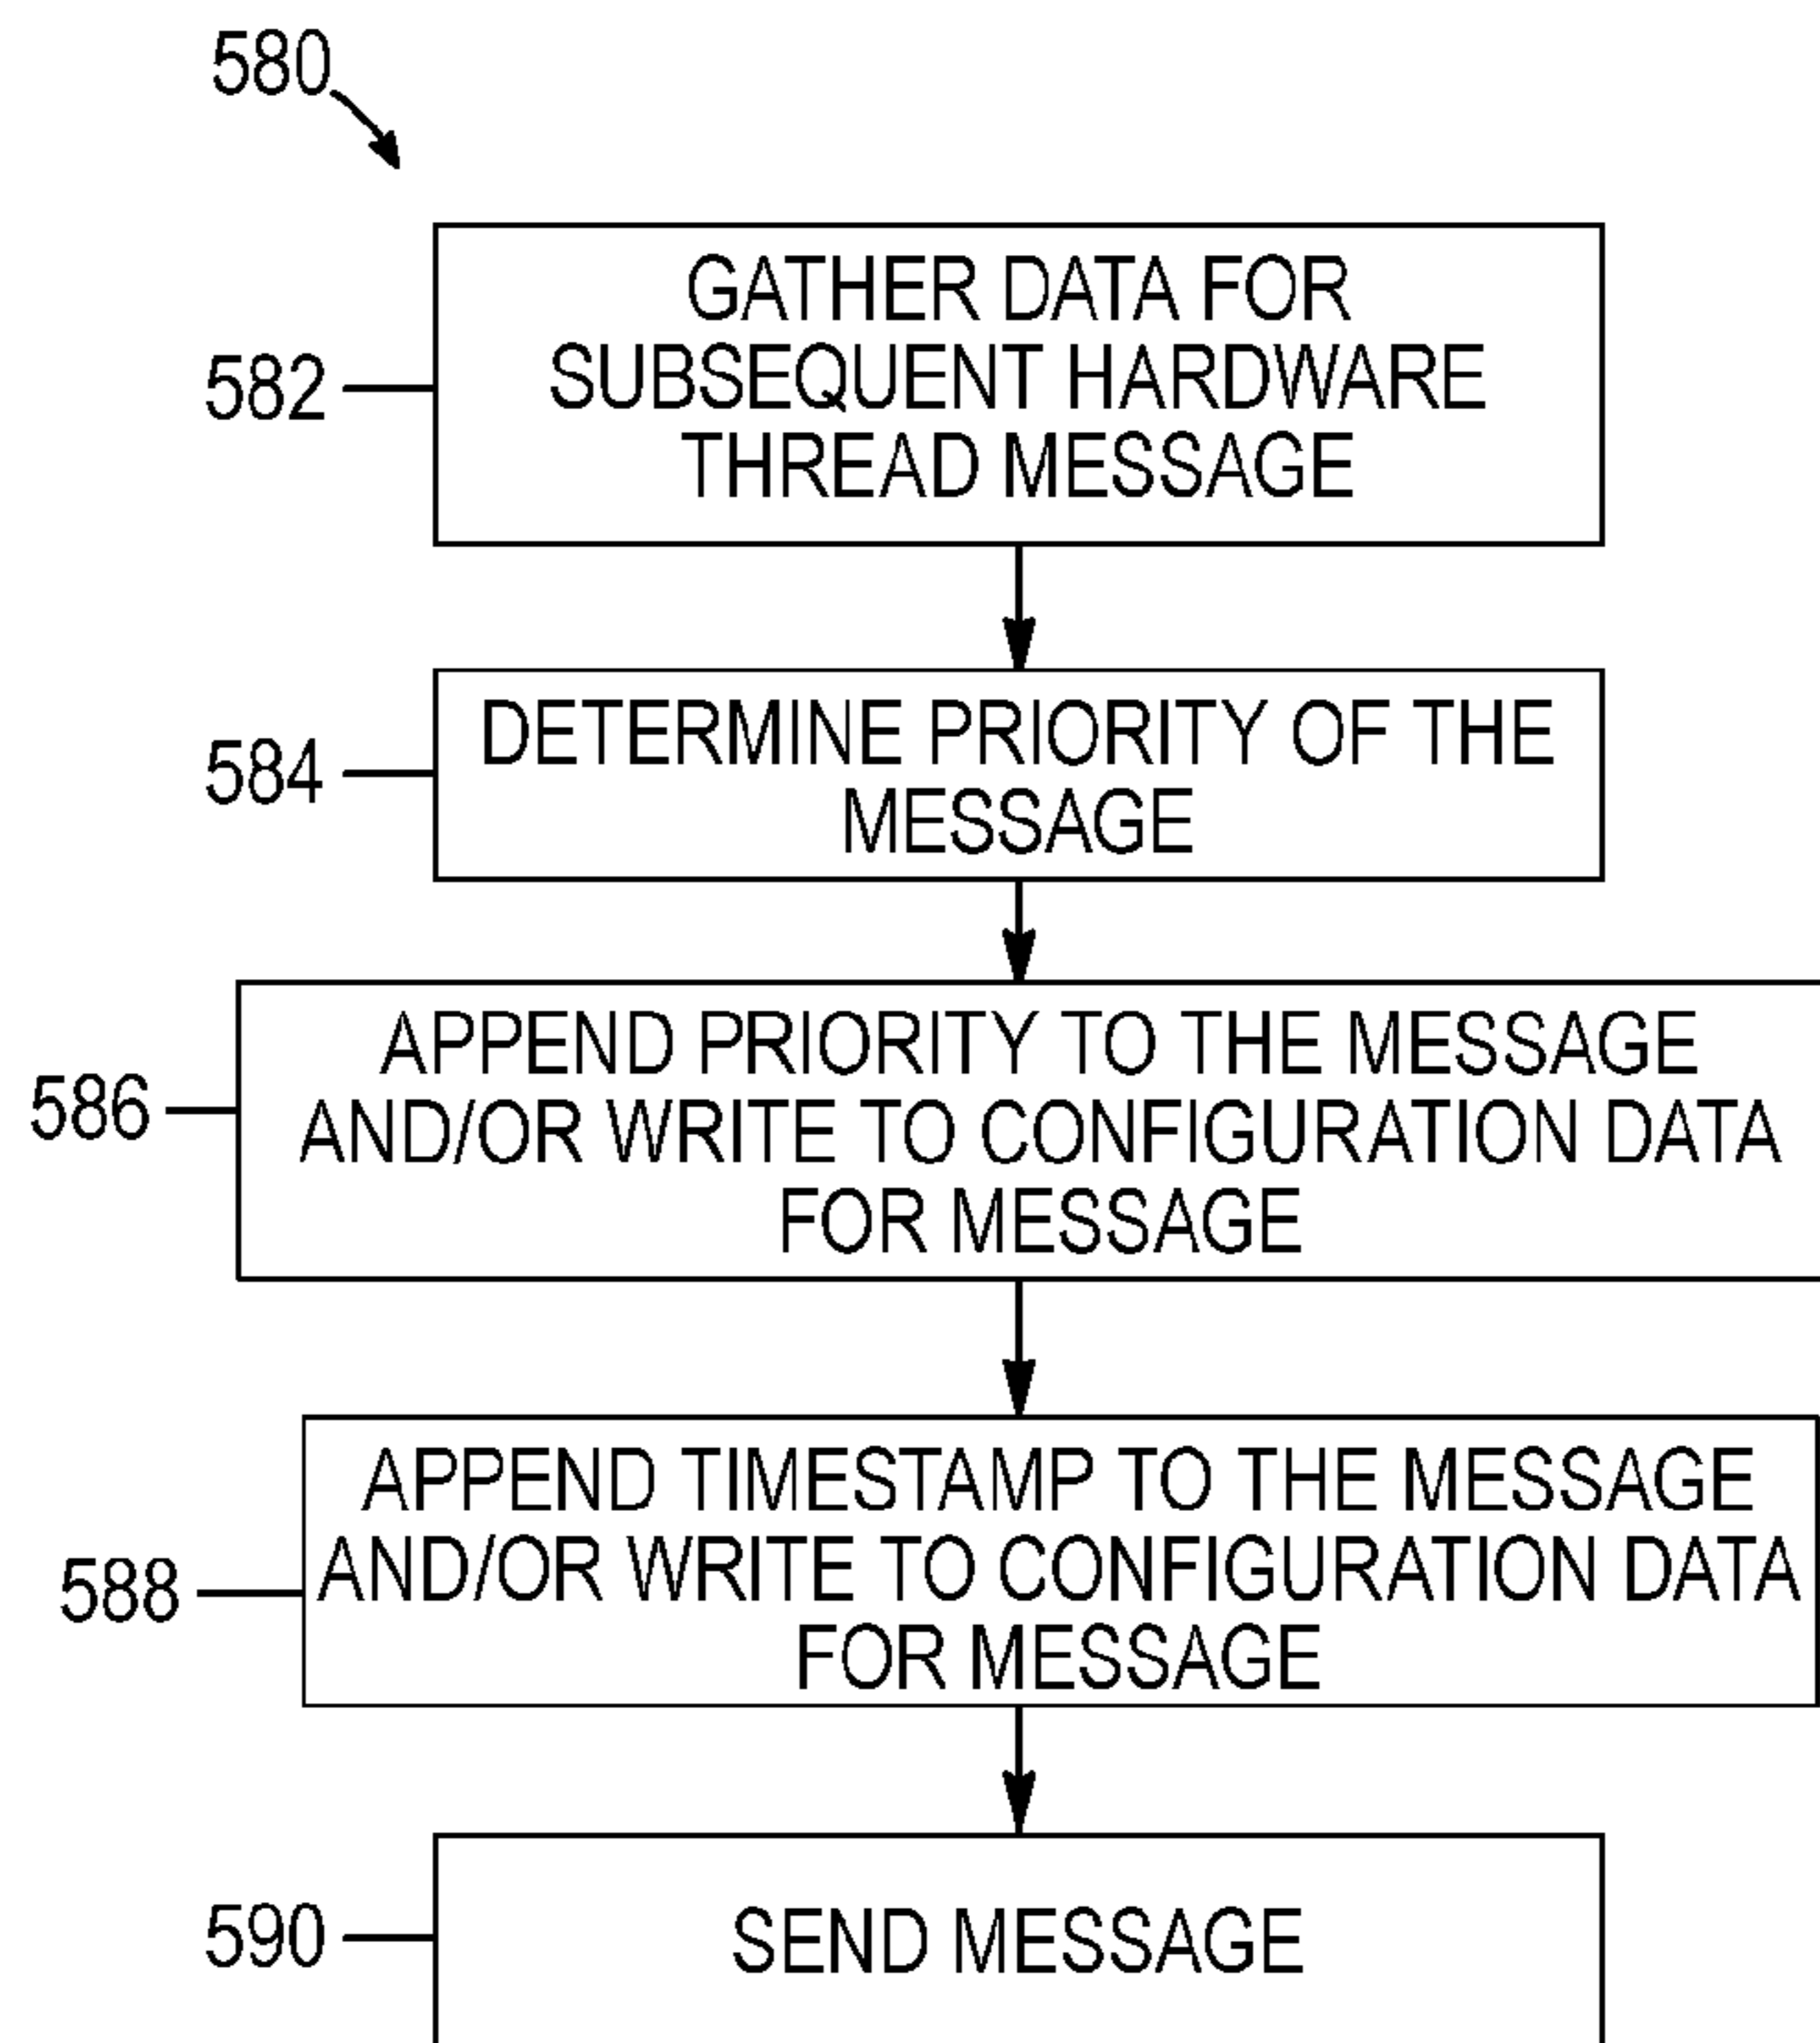 580
582
GATHER DATA FOR
SUBSEQUENT HARDWARE
THREAD MESSAGE
584
DETERMINE PRIORITY OF THE
MESSAGE
586
APPEND PRIORITY TO THE MESSAGE
AND/OR WRITE TO CONFIGURATION DATA
FOR MESSAGE
588
APPEND TIMESTAMP TO THE MESSAGE
AND/OR WRITE TO CONFIGURATION DATA
FOR MESSAGE
590
SEND MESSAGE